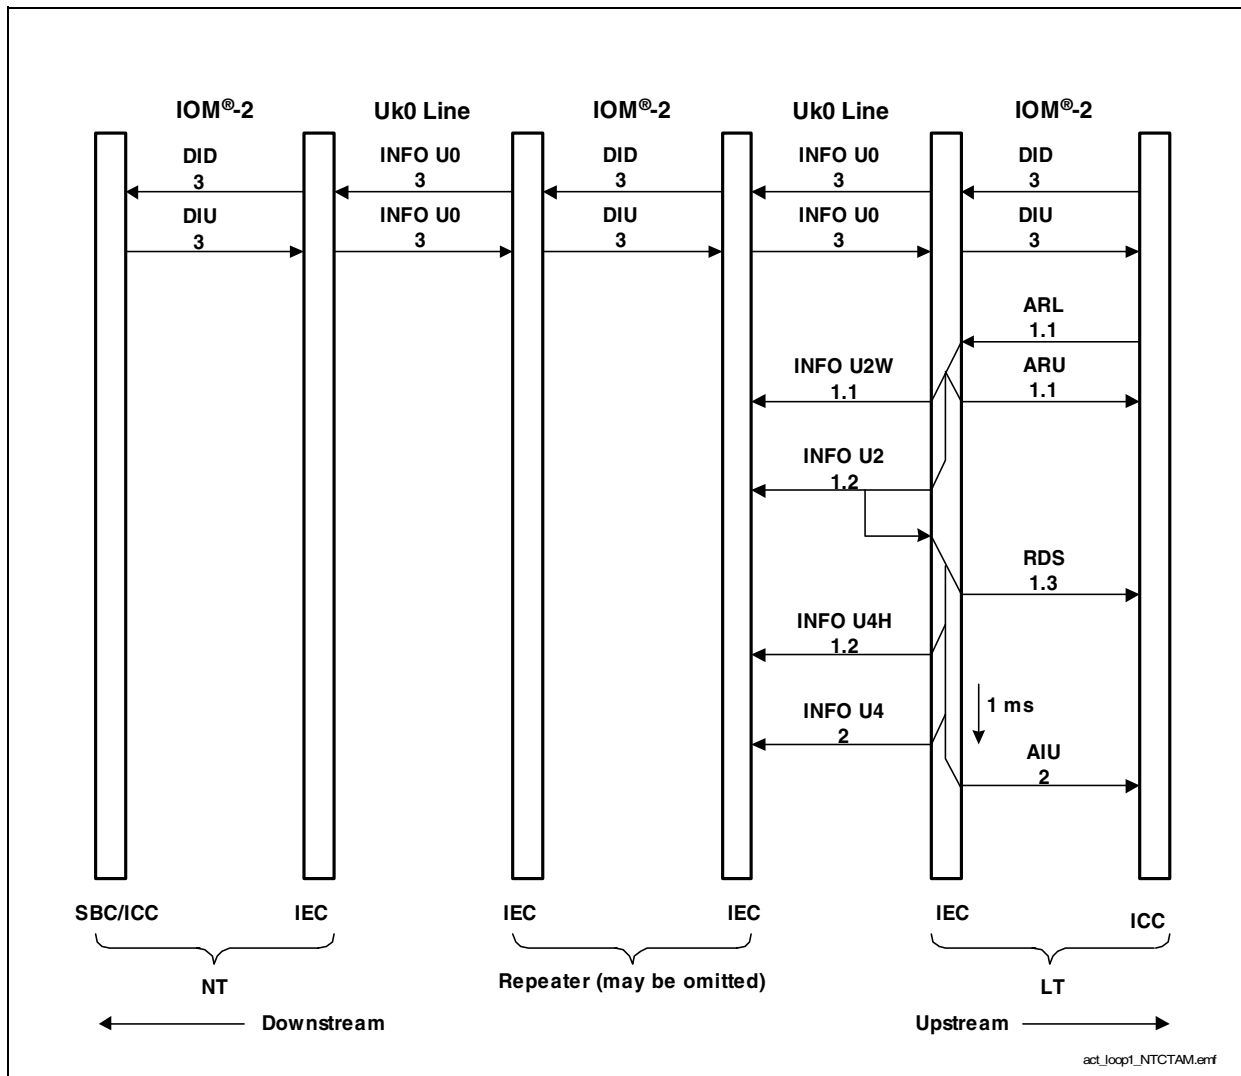 IOM®-2 Uk0 Line IOM®-2 Uk0 Line IOM®-2
DID INFO U0 DID INFO U0 DID
3 3 3 3 3
DIU INFO U0 DIU INFO U0 DIU
3 3 3 3 3
ARL
1.1
INFO U2W ARU
1.1 1.1
INFO U2
1.2
RDS
1.3
INFO U4H
1.2
1 ms
INFO U4
2
AIU
2
SBC/ICC IEC IEC IEC IEC ICC
NT Repeater (may be omitted) LT
Downstream Upstream
act_loop1_NTCTAM.emf